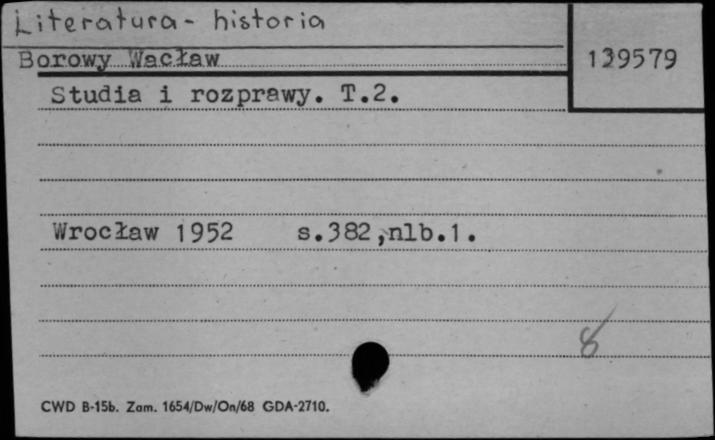 Literatura - historia
Borowy Wacław
139579
Studia i rozprawy. T.2.
Wrocław 1952 s.382,nlb.1.
8
CWD B-15b. Zam. 1654/Dw/On/68 GDA-2710.